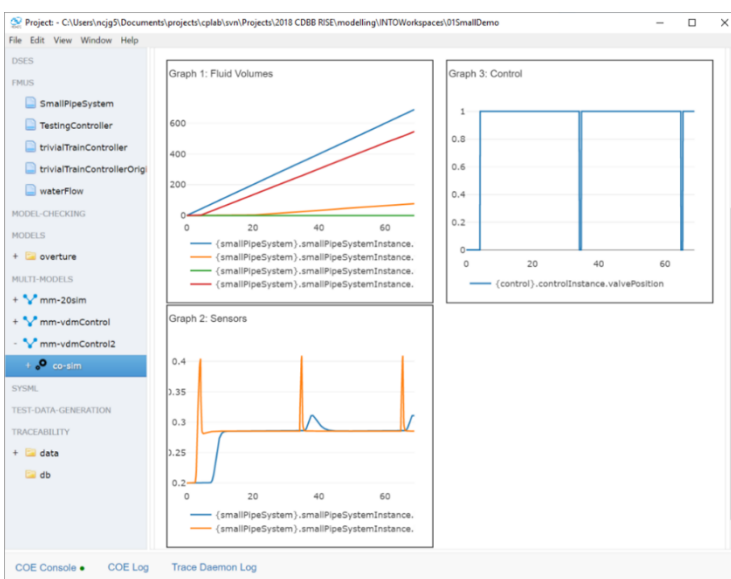 Project: - C:\Users\ncjg5\Documents\projects\cplab\svn\Projects\2018 CDBB RISE\modelling\INTOWorkspaces\01SmallDemo
File Edit View Window Help
DSES
FMUS
SmallPipeSystem
TestingController
trivialTrainController
trivialTrainControllerOrigi
waterFlow
MODEL-CHECKING
MODELS
+ overture
MULTI-MODELS
+ mm-20sim
+ mm-vdmControl
- mm-vdmControl2
+ co-sim
SYSML
TEST-DATA-GENERATION
TRACEABILITY
+ data
db
Graph 1: Fluid Volumes
600
400
200
0
0 20 40 60
{smallPipeSystem}.smallPipeSystemInstance.
{smallPipeSystem}.smallPipeSystemInstance.
{smallPipeSystem}.smallPipeSystemInstance.
{smallPipeSystem}.smallPipeSystemInstance.
Graph 3: Control
1
0.8
0.6
0.4
0.2
0
0 20 40 60
{control}.controlInstance.valvePosition
Graph 2: Sensors
0.4
0.35
0.3
0.25
0.2
0 20 40 60
{smallPipeSystem}.smallPipeSystemInstance.
{smallPipeSystem}.smallPipeSystemInstance.
COE Console COE Log Trace Daemon Log